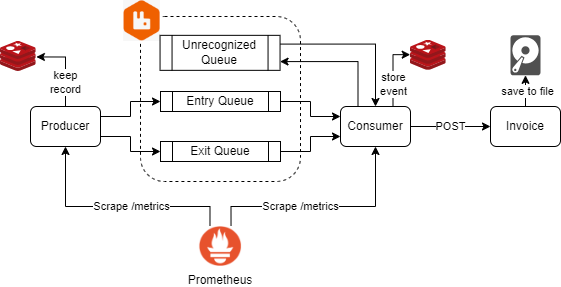 Unrecognized
Queue
keep
record
store
event
save to file
Producer
Entry Queue
Consumer
POST
Invoice
Exit Queue
Scrape /metrics
Scrape /metrics
Prometheus